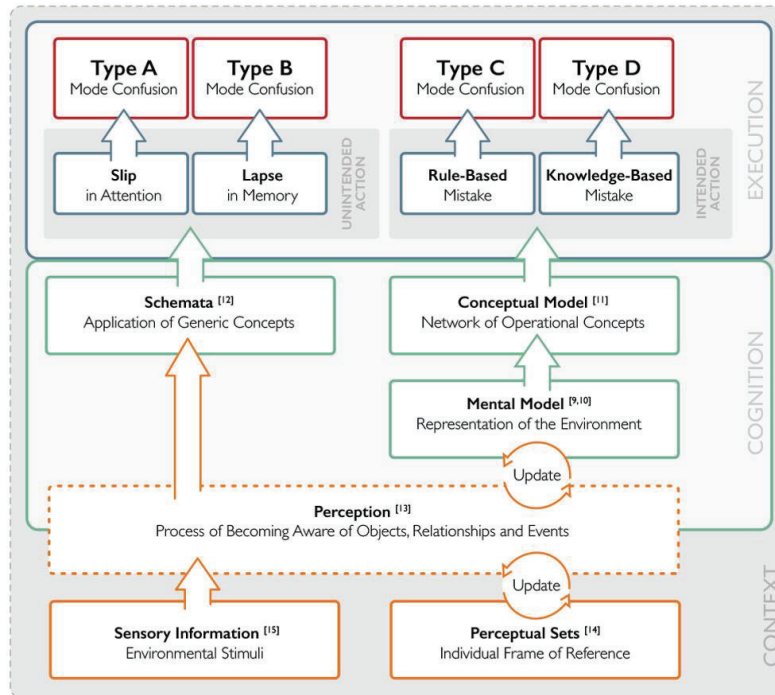 Type A
Mode Confusion
Type B
Mode Confusion
Type C
Mode Confusion
Type D
Mode Confusion
EXECUTION
Slip
in Attention
Lapse
in Memory
UNINTENDED
ACTION
Rule-Based
Mistake
Knowledge-Based
Mistake
INTENDED
ACTION
Schemata [12]
Application of Generic Concepts
Conceptual Model [11]
Network of Operational Concepts
Mental Model [9,10]
Representation of the Environment
COGNITION
Update
Perception [13]
Process of Becoming Aware of Objects, Relationships and Events
Update
Sensory Information [15]
Environmental Stimuli
Perceptual Sets [14]
Individual Frame of Reference
CONTEXT